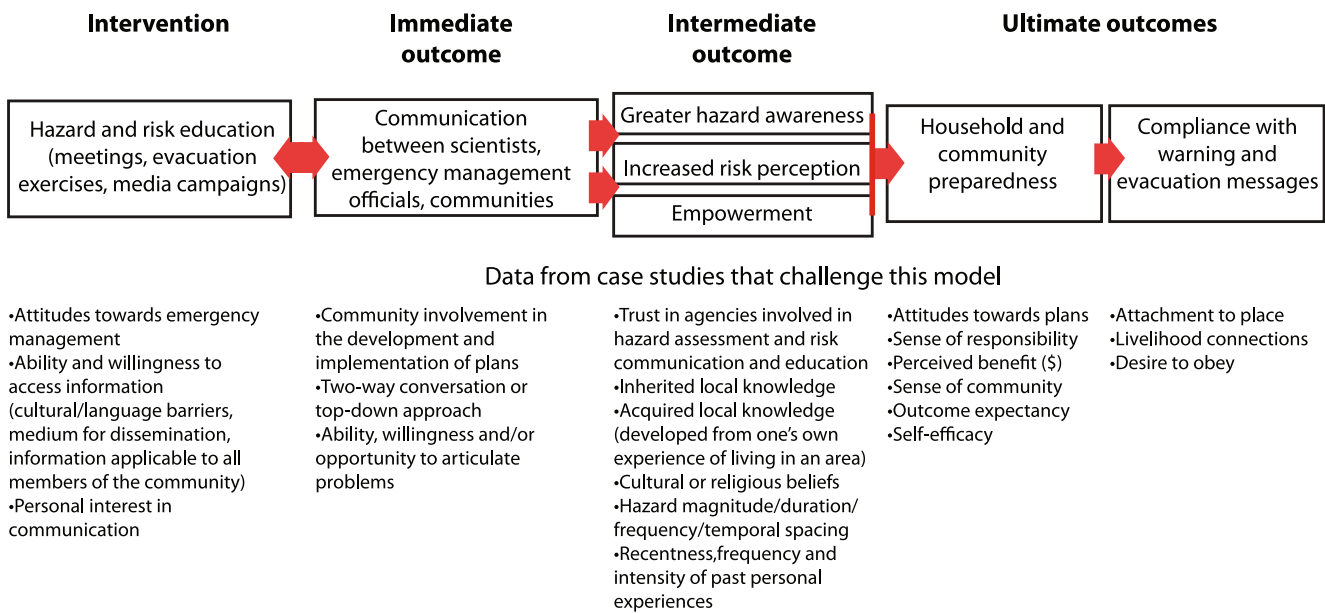 Intervention
Immediate
outcome
Intermediate
outcome
Ultimate outcomes
Hazard and risk education
(meetings, evacuation
exercises, media campaigns)
Communication
between scientists,
emergency management
officials, communities
Greater hazard awareness
Increased risk perception
Empowerment
Household and
community
preparedness
Compliance with
warning and
evacuation messages
Data from case studies that challenge this model
•Attitudes towards emergency
management
•Ability and willingness to
access information
(cultural/language barriers,
medium for dissemination,
information applicable to all
members of the community)
•Personal interest in
communication
•Community involvement in
the development and
implementation of plans
•Two-way conversation or
top-down approach
•Ability, willingness and/or
opportunity to articulate
problems
•Trust in agencies involved in
hazard assessment and risk
communication and education
•Inherited local knowledge
•Acquired local knowledge
(developed from one's own
experience of living in an area)
•Cultural or religious beliefs
•Hazard magnitude/duration/
frequency/temporal spacing
•Recentness,frequency and
intensity of past personal
experiences
•Attitudes towards plans
•Sense of responsibility
•Perceived benefit ($)
•Sense of community
•Outcome expectancy
•Self-efficacy
•Attachment to place
•Livelihood connections
•Desire to obey